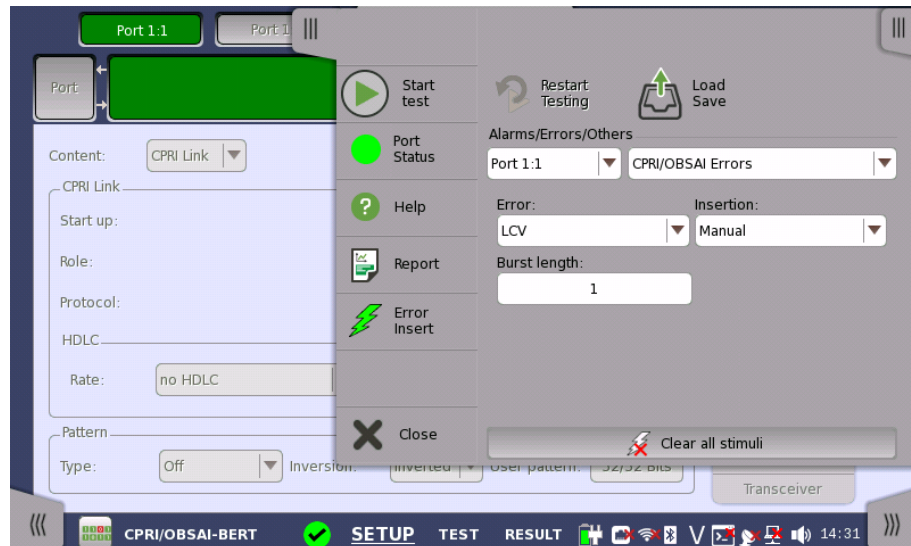 Port 1:1
Port 1
Port
Start
test
Restart
Testing
Load
Save
Port
Status
Alarms/Errors/Others
Port 1:1
CPRI/OBSAI Errors
Content:
CPRI Link
CPRI Link
Start up:
Role:
Protocol:
HDLC
Rate:
no HDLC
Help
Error:
Insertion:
LCV
Manual
Report
Burst length:
1
Error
Insert
Close
Clear all stimuli
Pattern
Type:
Off
Inversion:
Inverted
User pattern:
32/32 Bits
Transceiver
CPRI/OBSAI-BERT
SETUP
TEST
RESULT
14:31